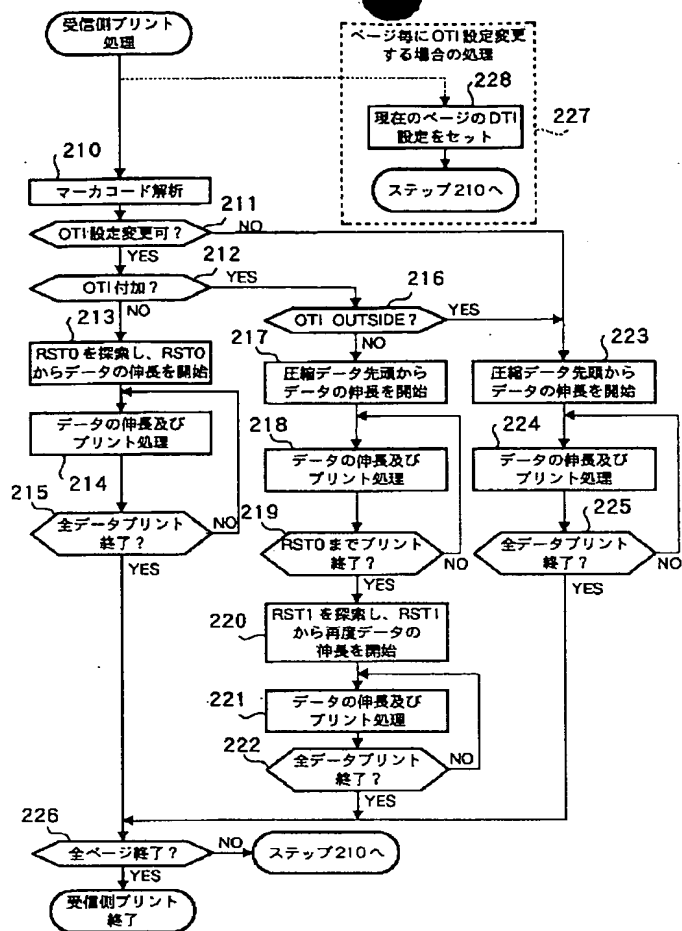 受信側プリント
処理
ページ毎にOTI設定変更
する場合の処理
228
現在のページのDTI
設定をセット
227
ステップ210へ
210
マーカコード解析
211
OTI設定変更可？
NO
YES
212
OTI付加？
YES
NO
216
OTI OUTSIDE？
YES
NO
213
RST0を探索し、RST0
からデータの伸長を開始
217
圧縮データ先頭から
データの伸長を開始
223
圧縮データ先頭から
データの伸長を開始
データの伸長及び
プリント処理
214
218
データの伸長及び
プリント処理
224
データの伸長及び
プリント処理
215
全データプリント
終了？
NO
YES
219
RST0までプリント
終了？
NO
YES
225
全データプリント
終了？
NO
YES
220
RST1を探索し、RST1
から再度データの
伸長を開始
221
データの伸長及び
プリント処理
222
全データプリント
終了？
NO
YES
226
全ページ終了？
NO
ステップ210へ
YES
受信側プリント
終了